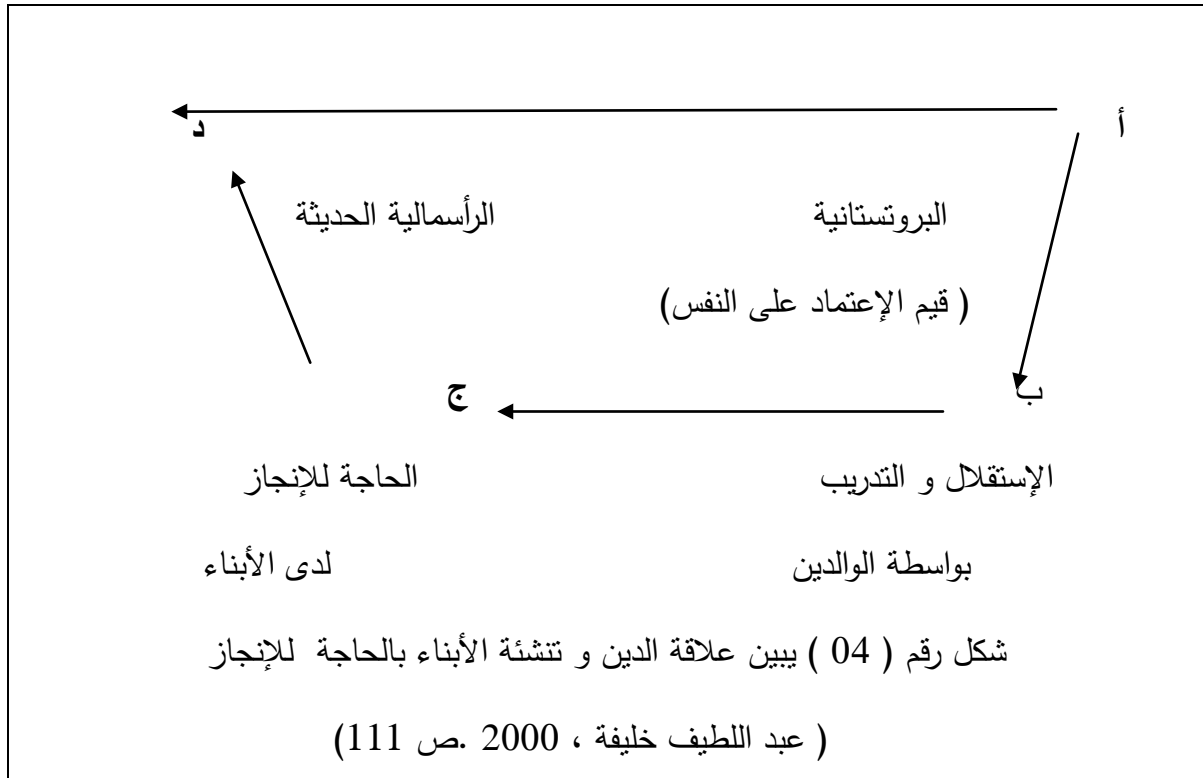 أ د
البروتستانية الرأسمالية الحديثة
( قيم الإعتماد على النفس)
ب ج
الإستقلال و التدريب الحاجة للإنجاز
بواسطة الوالدين لدى الأبناء
شكل رقم ( 04 ) يبين علاقة الدين و تنشئة الأبناء بالحاجة للإنجاز
( عبد اللطيف خليفة ، 2000 .ص 111)